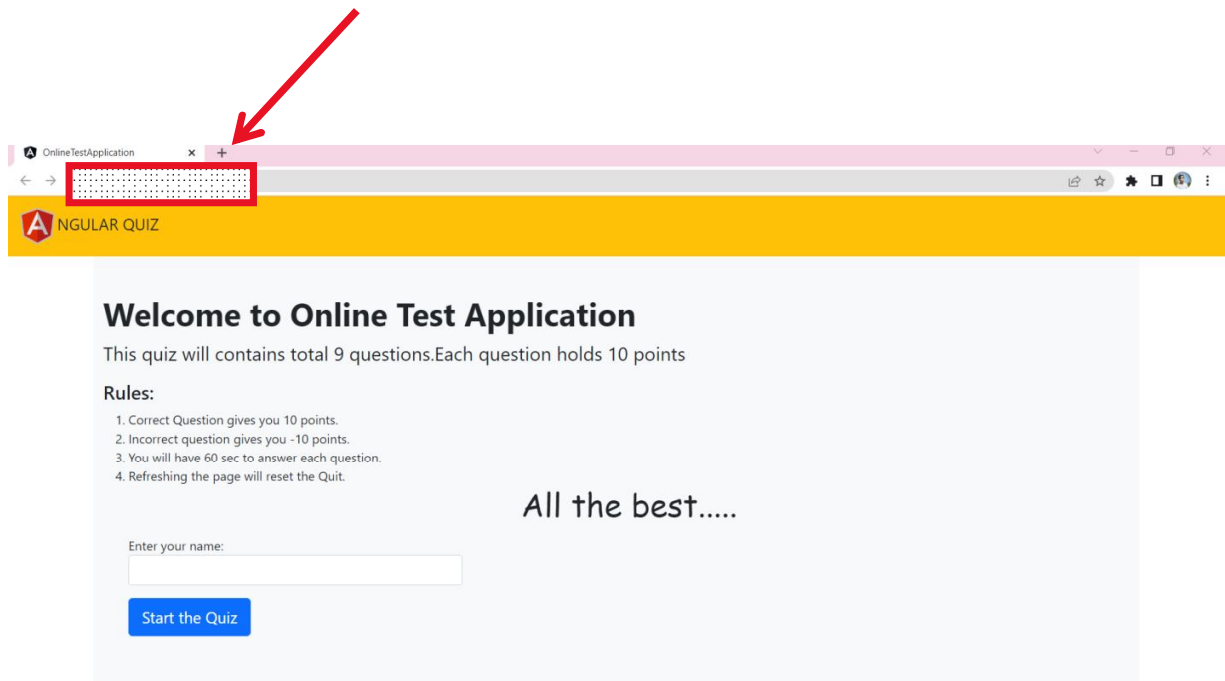 OnlineTestApplication
NGULAR QUIZ
Welcome to Online Test Application
This quiz will contains total 9 questions.Each question holds 10 points
Rules:
1. Correct Question gives you 10 points.
2. Incorrect question gives you -10 points.
3. You will have 60 sec to answer each question.
4. Refreshing the page will reset the Quit.
All the best.....
Enter your name:
Start the Quiz